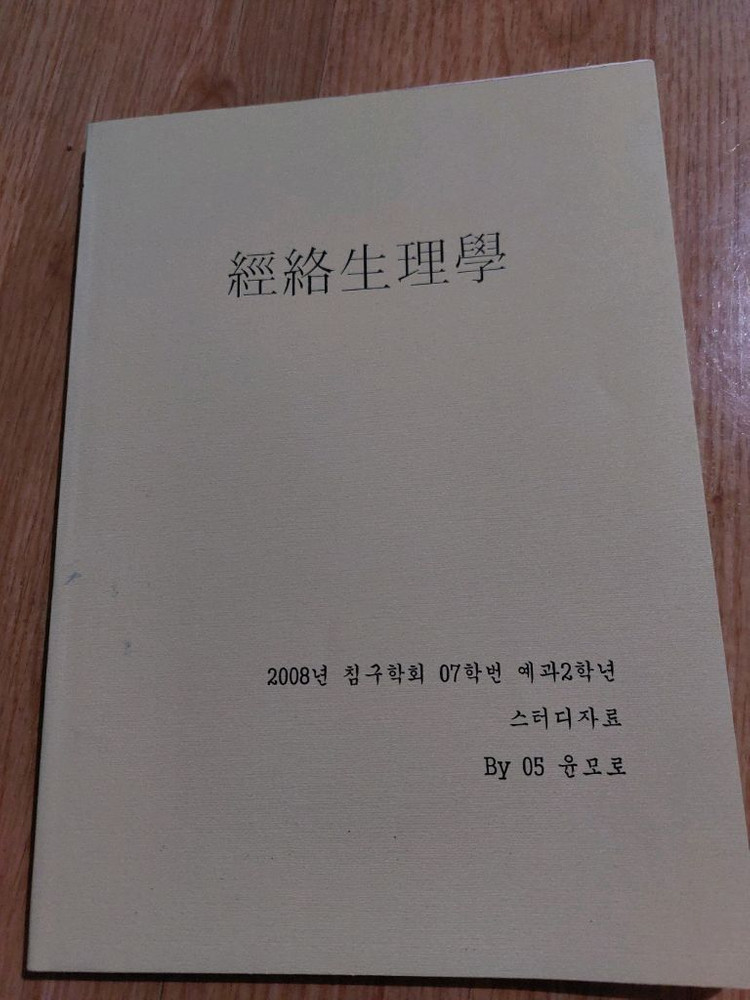 經絡生理學
2008년 침구학회 07학번 예과2학년
스터디자료
By 05 윤모로